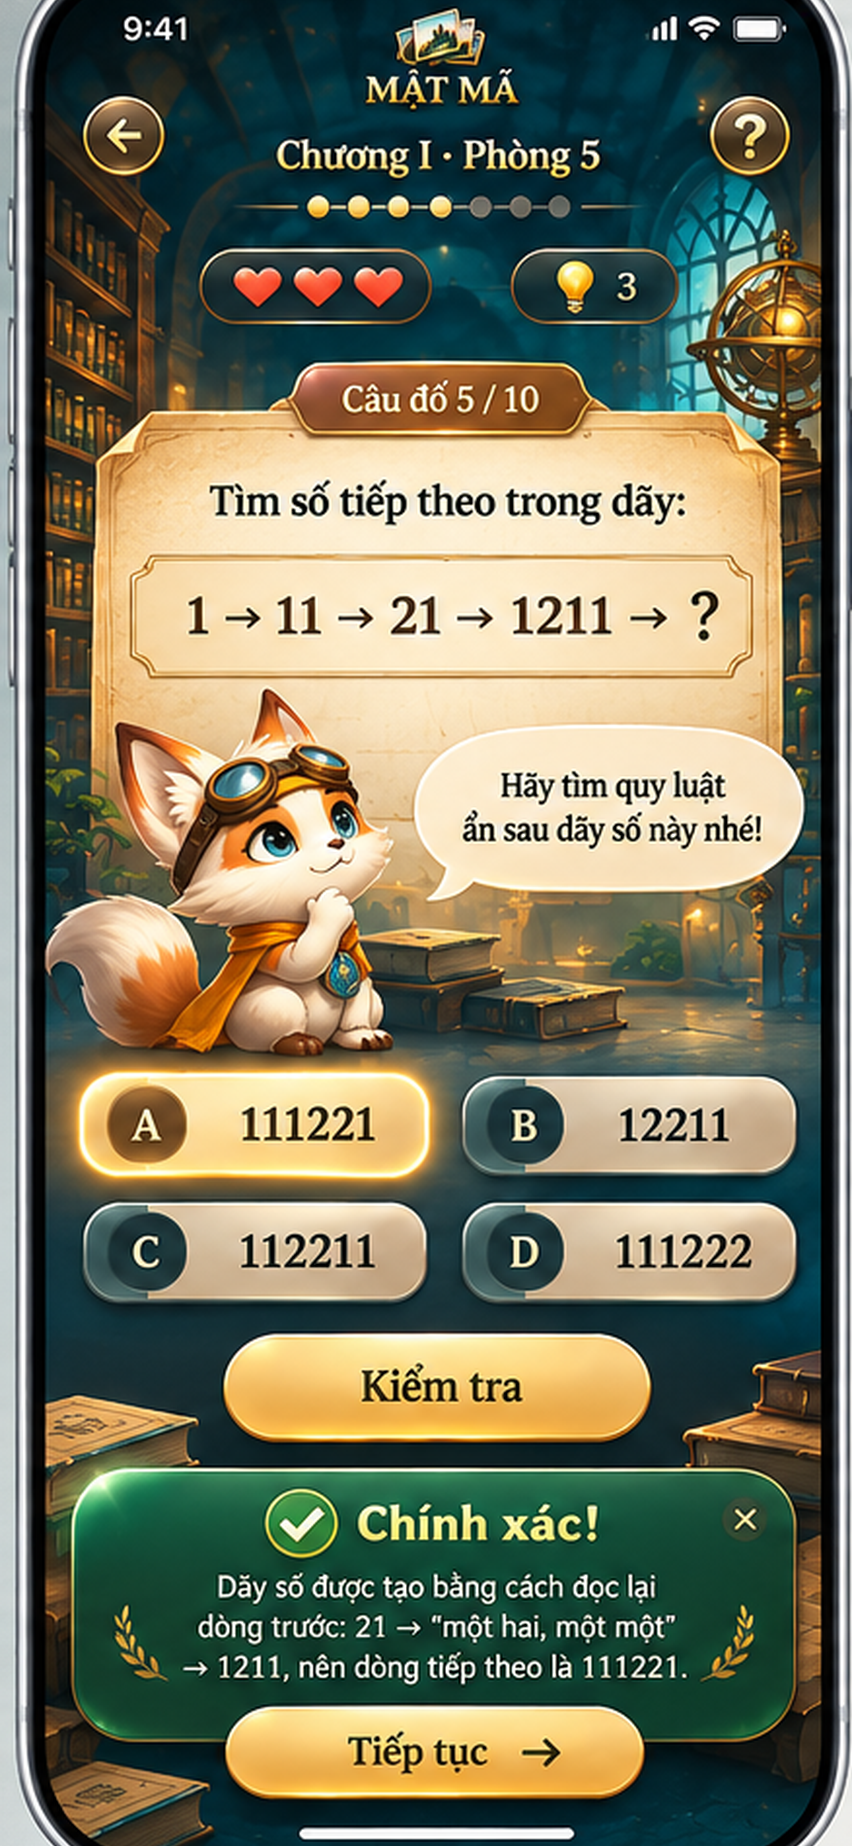 9:41
MẬT MÃ
Chương I · Phòng 5
3
Câu đố 5 / 10
Tìm số tiếp theo trong dãy:
1 → 11 → 21 → 1211 → ?
Hãy tìm quy luật
ẩn sau dãy số này nhé!
A 111221
B 12211
C 112211
D 111222
Kiểm tra
Chính xác!
Dãy số được tạo bằng cách đọc lại
dòng trước: 21 → “một hai, một một”
→ 1211, nên dòng tiếp theo là 111221.
Tiếp tục →